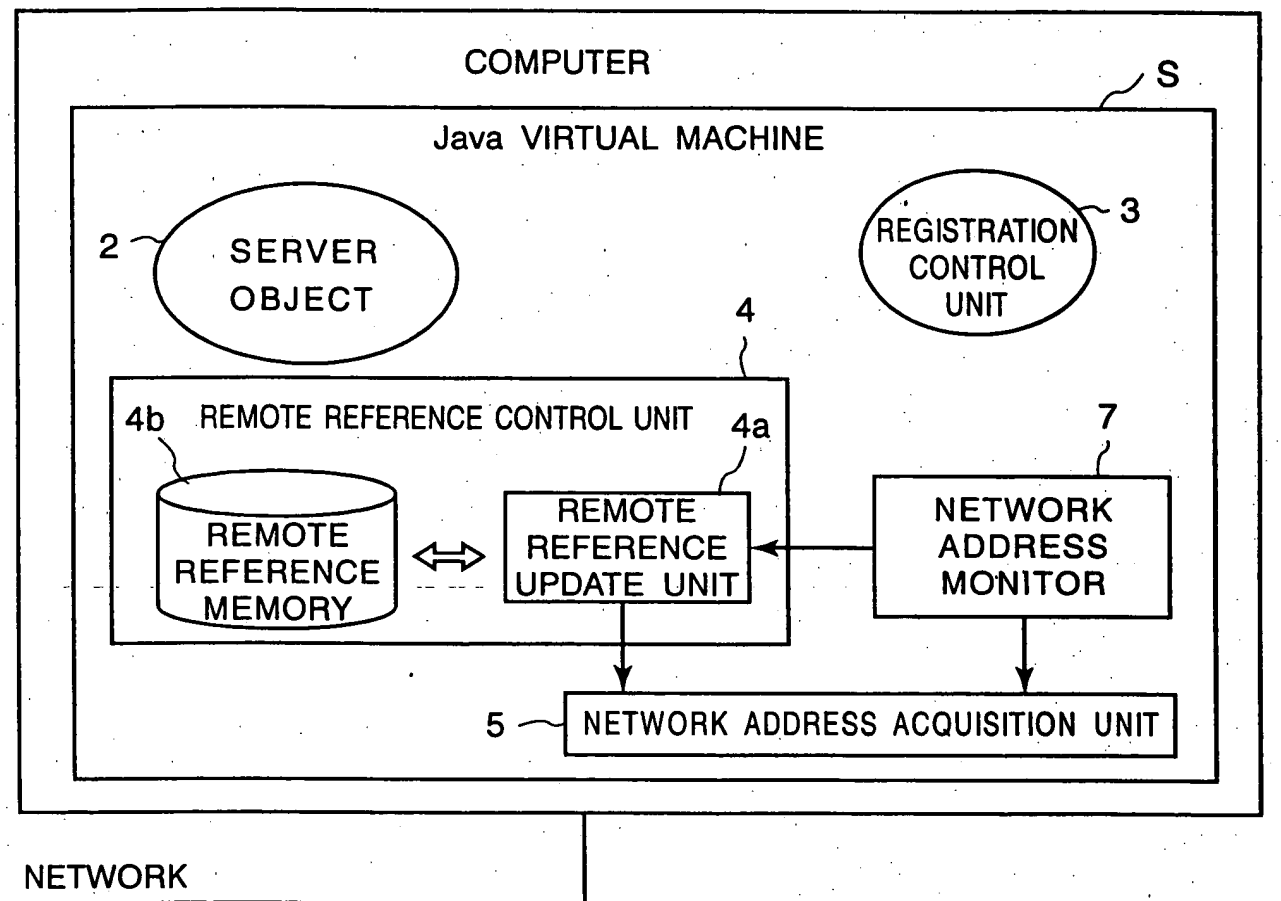 COMPUTER
S
Java VIRTUAL MACHINE
2
SERVER
OBJECT
3
REGISTRATION
CONTROL
UNIT
4
REMOTE REFERENCE CONTROL UNIT
4b
4a
7
REMOTE
REFERENCE
MEMORY
REMOTE
REFERENCE
UPDATE UNIT
NETWORK
ADDRESS
MONITOR
5
NETWORK ADDRESS ACQUISITION UNIT
NETWORK